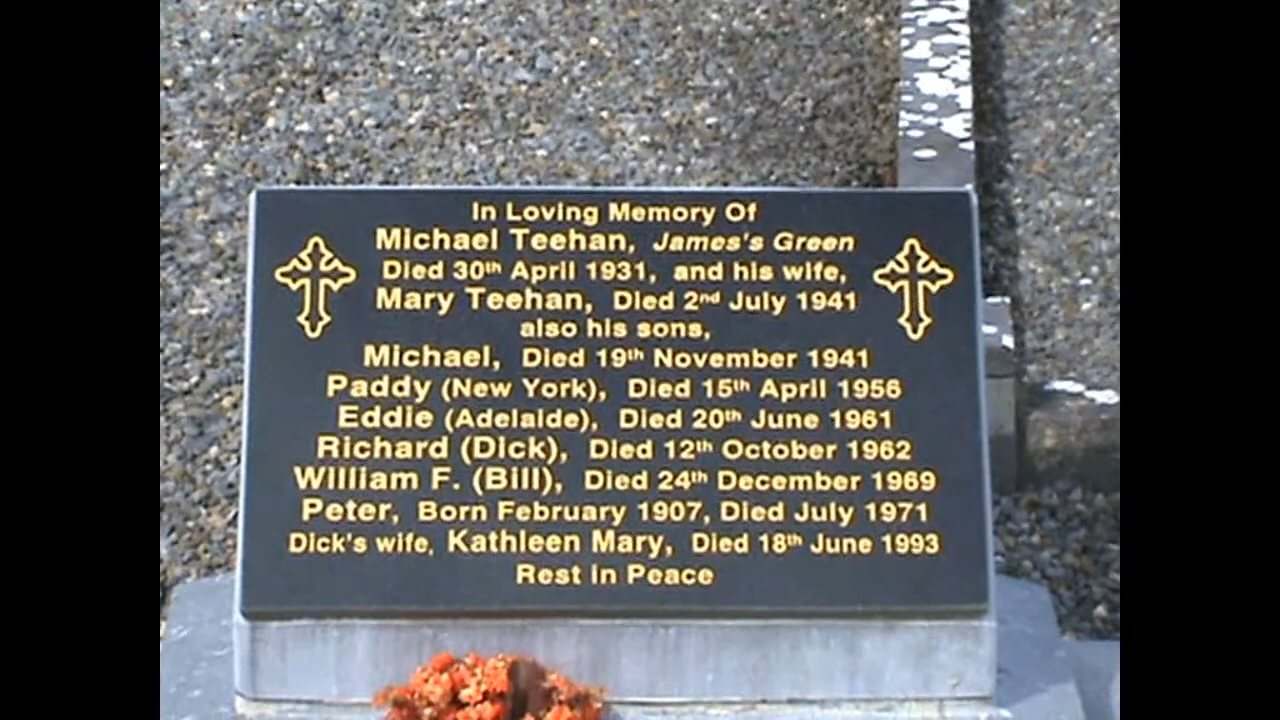 In Loving Memory Of
Michael Teehan, James's Green
Died 30th April 1931, and his wife,
Mary Teehan, Died 2nd July 1941
also his sons,
Michael, Died 19th November 1941
Paddy (New York), Died 15th April 1956
Eddie (Adelaide), Died 20th June 1961
Richard (Dick), Died 12th October 1962
William F. (Bill), Died 24th December 1969
Peter, Born February 1907, Died July 1971
Dick's wife, Kathleen Mary, Died 18th June 1993
Rest in Peace